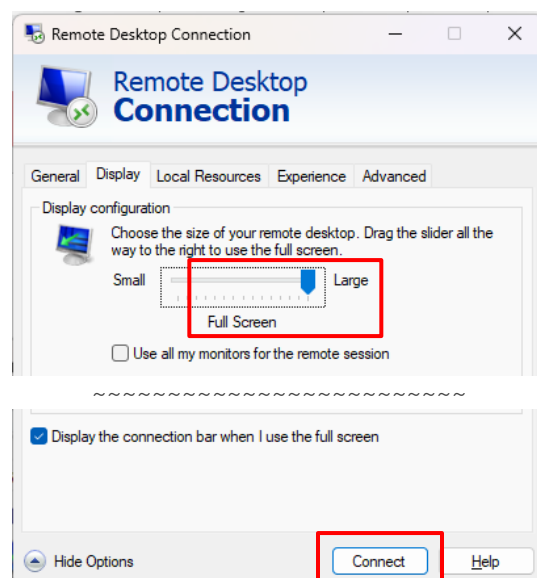 Remote Desktop Connection
Remote Desktop
Connection
General Display Local Resources Experience Advanced
Display configuration
Choose the size of your remote desktop. Drag the slider all the
way to the right to use the full screen.
Small Large
Full Screen
Use all my monitors for the remote session
~~~~~~~~~~~~~~~~~~~~~~~~~
Display the connection bar when I use the full screen
Hide Options Connect Help